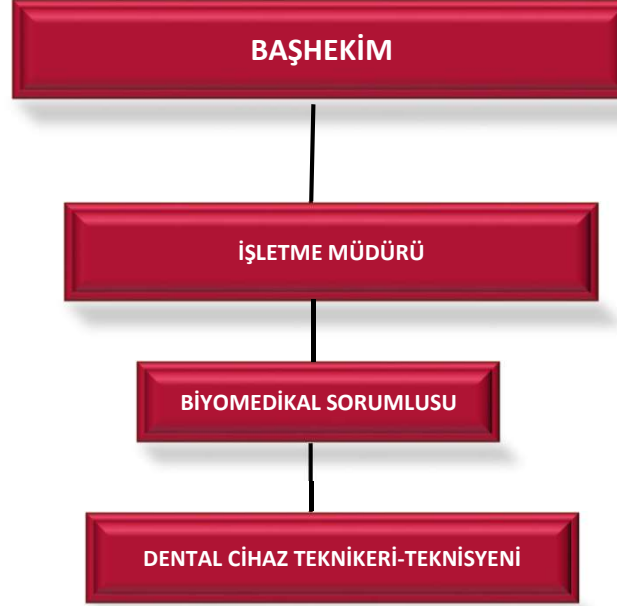 BAŞHEKİM
İŞLETME MÜDÜRÜ
BİYOMEDİKAL SORUMLUSU
DENTAL CİHAZ TEKNİKERİ-TEKNİSYENİ